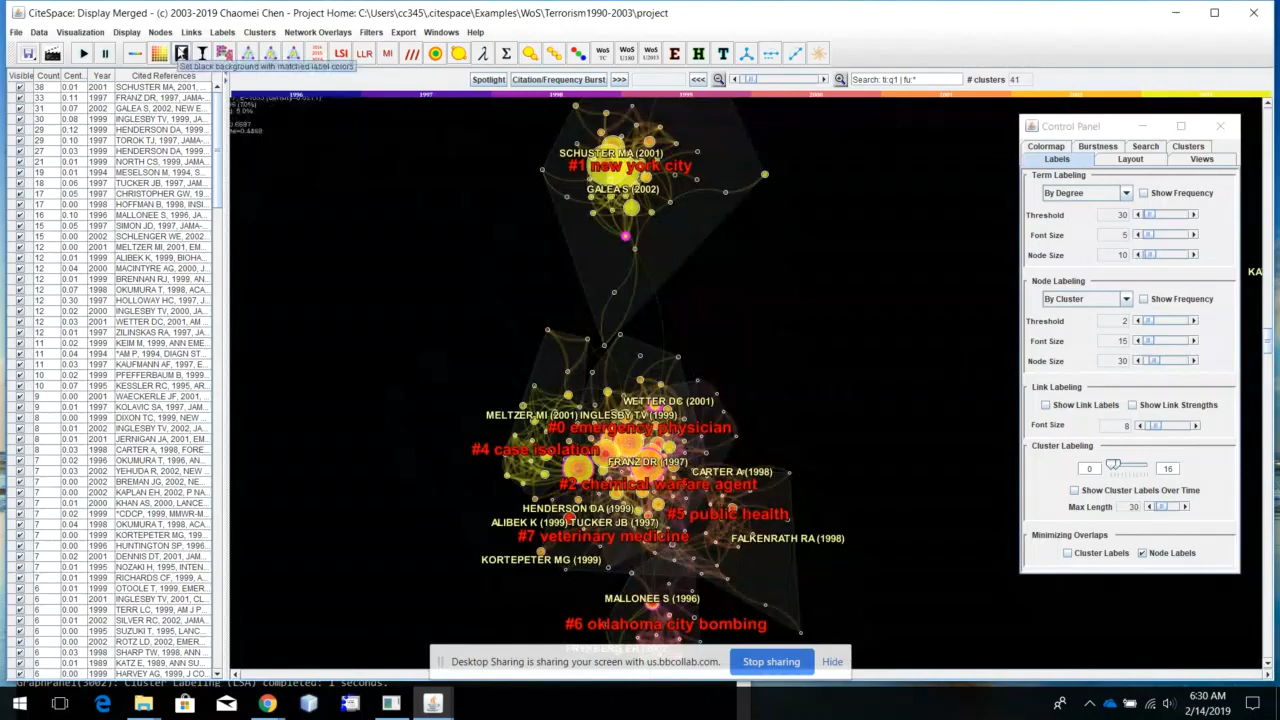 CiteSpace: Display Merged - (c) 2003-2019 Chaomei Chen - Project Home: C:\Users\cc345\.citespace\Examples\WoS\Terrorism1990-2003\project
File Data Visualization Display Nodes Links Labels Clusters Network Overlays Filters Export Windows Help
LSI LLR MI λ Σ WoS TC WoS U180 WoS U2013 E H T
Set black background with matched label colors
Visible Count Cent... Year Cited References
Spotlight Citation/Frequency Burst >>> <<< Search: ti:q1 | fu:* # clusters 41
1996 1997 1998 1999 2000
38 0.01 2001 SCHUSTER MA, 2001, ...
33 0.11 1997 FRANZ DR, 1997, JAMA-...
31 0.07 2002 GALEA S, 2002, NEW E...
30 0.08 1999 INGLESBY TV, 1999, JA...
29 0.12 1999 HENDERSON DA, 1999...
29 0.10 1997 TOROK TJ, 1997, JAMA-...
27 0.03 1999 HENDERSON DA, 1999...
21 0.01 1999 NORTH CS, 1999, JAM...
19 0.01 1994 MESELSON M, 1994, S...
18 0.06 1997 TUCKER JB, 1997, JAM...
17 0.05 1997 CHRISTOPHER GW, 19...
17 0.00 1998 HOFFMAN B, 1998, INSI...
16 0.10 1996 MALLONEE S, 1996, JA...
15 0.05 1997 SIMON JD, 1997, JAMA-...
15 0.00 2002 SCHLENGER WE, 2002...
12 0.00 2001 MELTZER MI, 2001, EM...
12 0.01 1999 ALIBEK K, 1999, BIOHA...
12 0.04 2000 MACINTYRE AG, 2000, J...
12 0.01 1999 BRENNAN RJ, 1999, AN...
12 0.07 1998 OKUMURA T, 1998, AC...
12 0.30 1997 HOLLOWAY HC, 1997, ...
12 0.02 2000 INGLESBY TV, 2000, JA...
12 0.03 2001 WETTER DC, 2001, AM ...
12 0.01 1997 ZILINSKAS RA, 1997, JA...
11 0.02 1999 KEIM M, 1999, ANN EME...
11 0.04 1994 *AM P, 1994, DIAGN ST...
11 0.03 1997 KAUFMANN AF, 1997, E...
10 0.02 1999 PFEFFERBAUM B, 1999...
10 0.07 1995 KESSLER RC, 1995, AR...
9 0.00 2001 WAECKERLE JF, 2001, ...
9 0.01 1997 KOLAVIC SA, 1997, JAM...
9 0.00 1999 DIXON TC, 1999, NEW ...
8 0.01 2002 INGLESBY TV, 2002, JA...
8 0.01 2001 JERNIGAN JA, 2001, E...
8 0.03 1998 CARTER A, 1998, FORE...
7 0.02 1996 OKUMURA T, 1996, AN...
7 0.03 2002 YEHUDA R, 2002, NEW...
7 0.00 2002 BREMAN JG, 2002, NE...
7 0.00 2002 KAPLAN EH, 2002, P NA...
7 0.01 2000 KHAN AS, 2000, LANCE...
7 0.02 1999 *CDCP, 1999, MMWR-M...
7 0.04 1998 OKUMURA T, 1998, ACA...
7 0.00 1999 KORTEPETER MG, 1999...
7 0.00 1996 HUNTINGTON SP, 1996...
7 0.02 2001 DENNIS DT, 2001, JAM...
7 0.01 1995 NOZAKI H, 1995, INTEN...
7 0.00 1999 RICHARDS CF, 1999, A...
6 0.01 2001 OTOOLE T, 2001, EMER...
6 0.01 2001 INGLESBY TV, 2001, CL...
6 0.00 1999 TERR LC, 1999, AM J P...
6 0.01 2002 SILVER RC, 2002, JAMA...
6 0.00 1995 SUZUKI T, 1995, LANCE...
6 0.00 2002 ROTZ LD, 2002, EMER...
6 0.03 1998 SIMON S, 1998...
6 0.01 1999 KATZ E, 1999, ANN SU...
6 0.00 1999 HARVEY AG, 1999, J CO...
SCHUSTER MA (2001)
#1 new york city
GALEA S (2002)
WETTER DC (2001)
MELTZER MI (2001) INGLESBY TV (1999)
#0 emergency physician
#4 case isolation
FRANZ DR (1997)
CARTER A (1998)
#2 chemical warfare agent
HENDERSON DA (1999)
#5 public health
ALIBEK K (1999) TUCKER JB (1997)
#7 veterinary medicine
FALKENRATH RA (1998)
KORTEPETER MG (1999)
MALLONEE S (1996)
#6 oklahoma city bombing
KA
Control Panel
Colormap Burstness Search Clusters
Labels Layout Views
Term Labeling
By Degree Show Frequency
Threshold 30
Font Size 5
Node Size 10
Node Labeling
By Cluster Show Frequency
Threshold 2
Font Size 15
Node Size 30
Link Labeling
Show Link Labels Show Link Strengths
Font Size 8
Cluster Labeling
0 16
Show Cluster Labels Over Time
Max Length 30
Minimizing Overlaps
Cluster Labels Node Labels
Desktop Sharing is sharing your screen with us.bbcollab.com. Stop sharing Hide
6:30 AM
2/14/2019